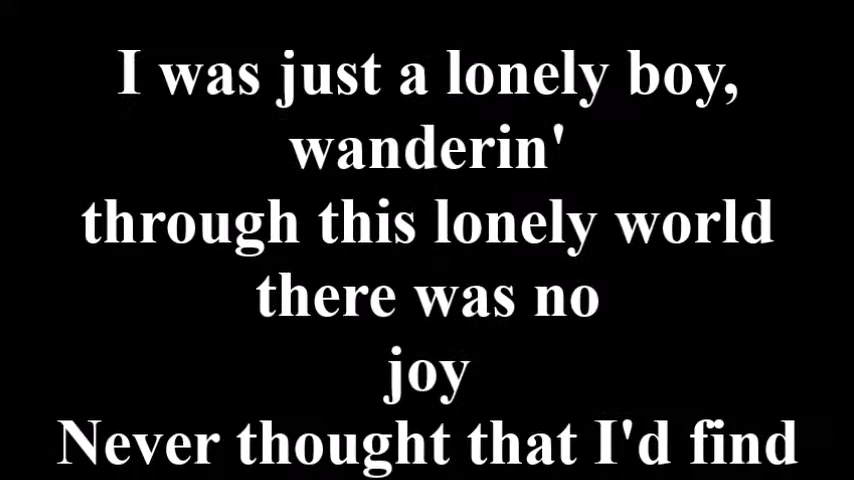 I was just a lonely boy,
wanderin'
through this lonely world
there was no
joy
Never thought that I'd find